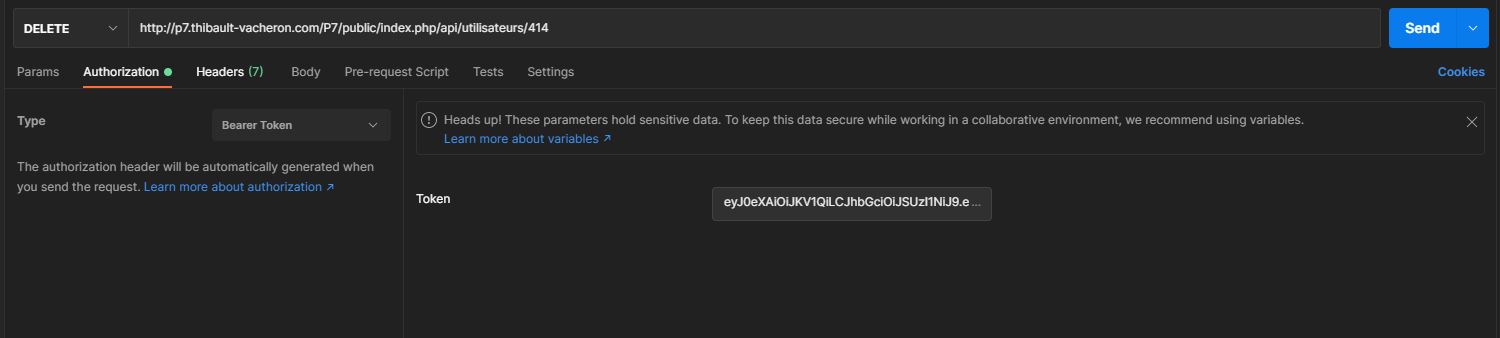 DELETE http://p7.thibault-vacheron.com/P7/public/index.php/api/utilisateurs/414 Send
Params Authorization Headers (7) Body Pre-request Script Tests Settings Cookies
Type Bearer Token
The authorization header will be automatically generated when
you send the request. Learn more about authorization ↗
Heads up! These parameters hold sensitive data. To keep this data secure while working in a collaborative environment, we recommend using variables.
Learn more about variables ↗
Token eyJ0eXAiOiJKV1QiLCJhbGciOiJSUzI1NiJ9.e ...